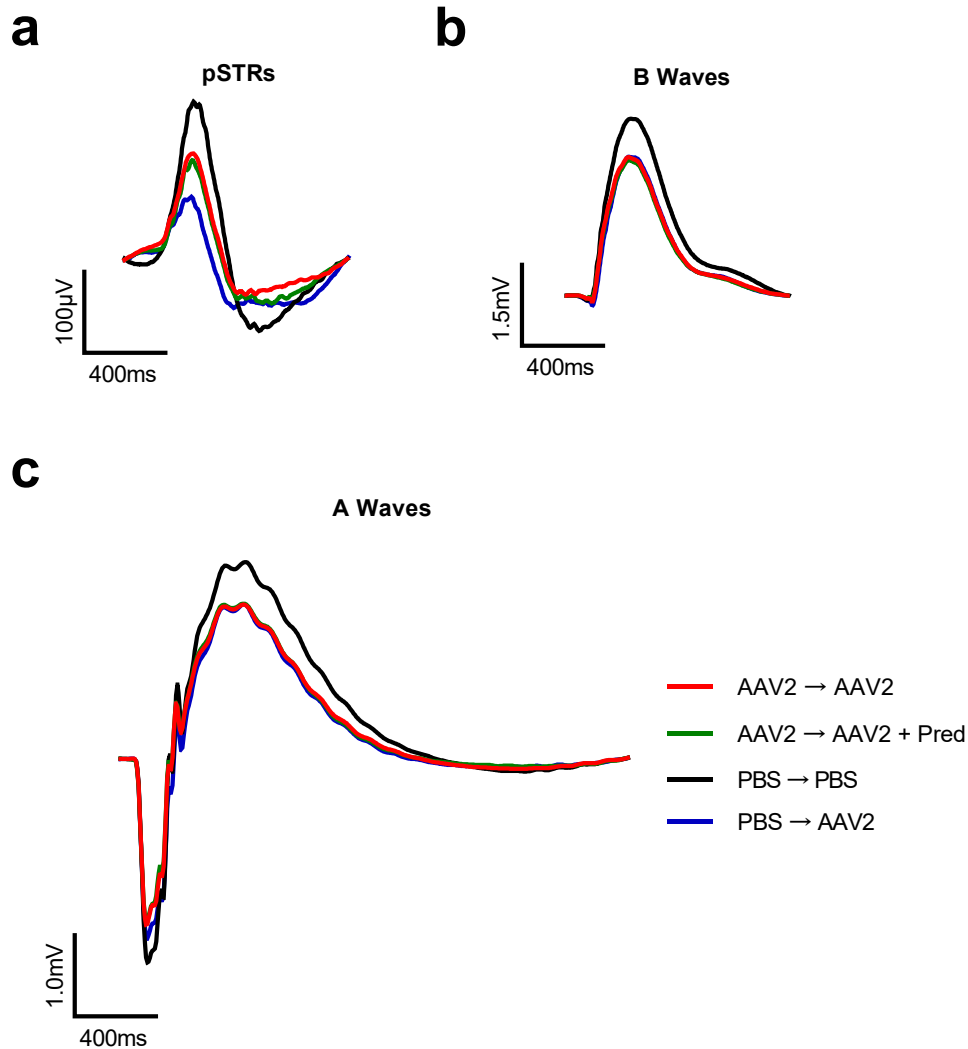 a
pSTRs
100µV
400ms
b
B Waves
1.5mV
400ms
c
A Waves
1.0mV
400ms
AAV2 → AAV2
AAV2 → AAV2 + Pred
PBS → PBS
PBS → AAV2